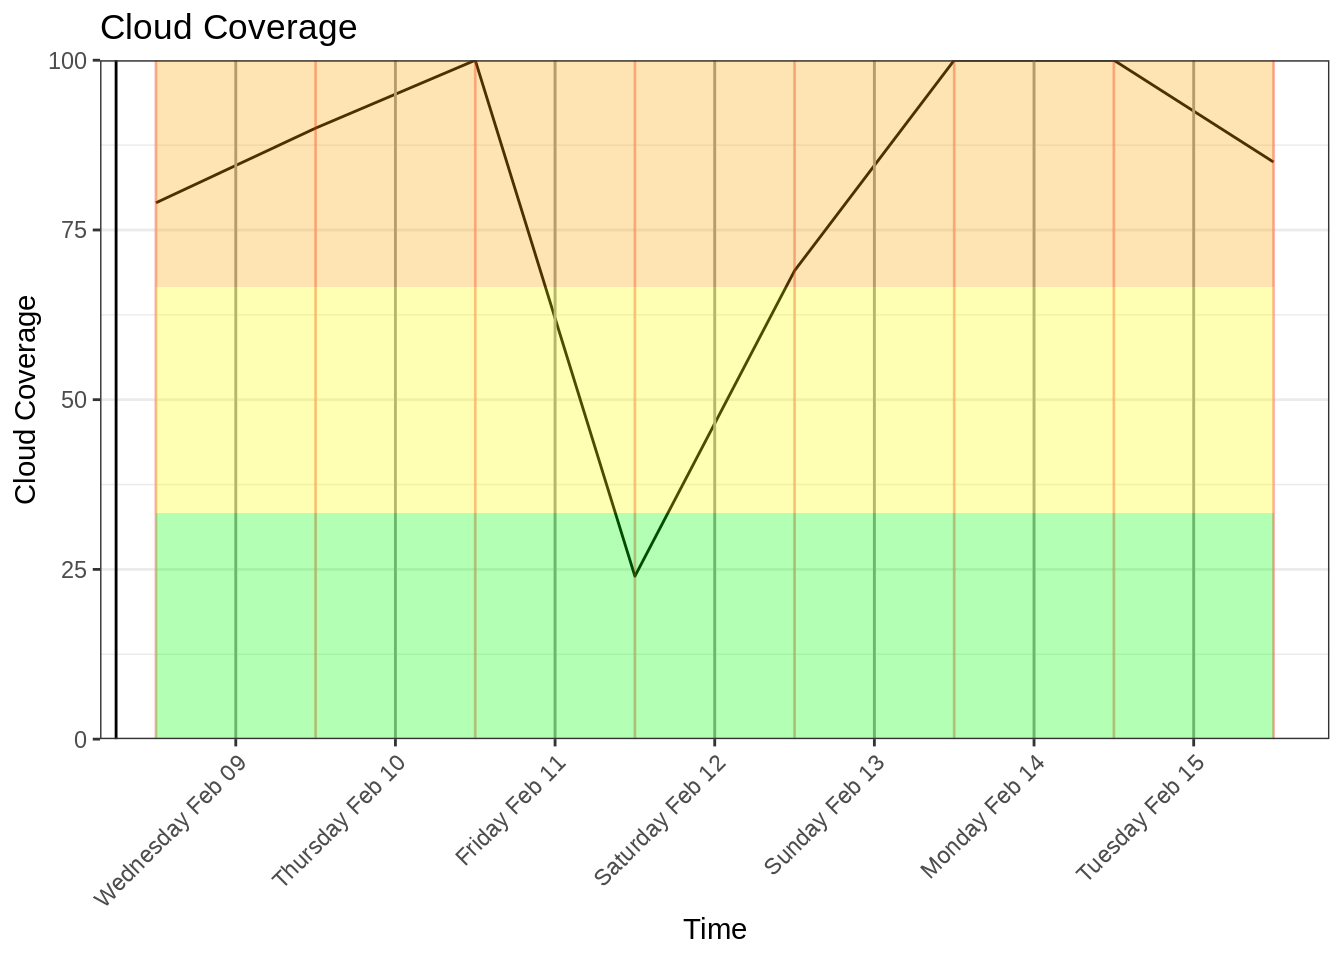 Cloud Coverage
100
75
50
25
0
Cloud Coverage
Wednesday Feb 09
Thursday Feb 10
Friday Feb 11
Saturday Feb 12
Sunday Feb 13
Monday Feb 14
Tuesday Feb 15
Time